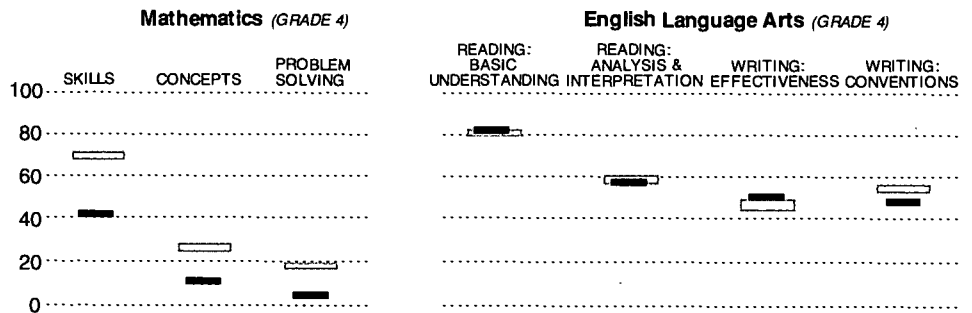 Mathematics (GRADE 4)
SKILLS
CONCEPTS
PROBLEM
SOLVING
English Language Arts (GRADE 4)
READING:
BASIC
UNDERSTANDING
READING:
ANALYSIS &
INTERPRETATION
WRITING:
EFFECTIVENESS
WRITING:
CONVENTIONS
100
80
60
40
20
0